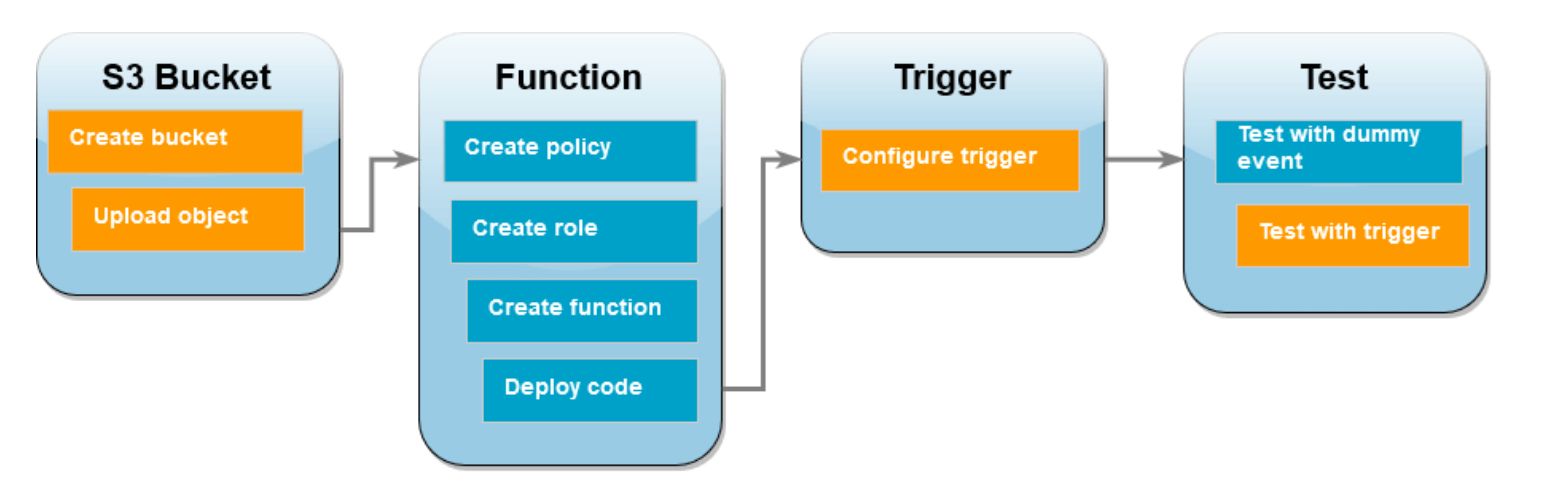 S3 Bucket
Create bucket
Upload object
Function
Create policy
Create role
Create function
Deploy code
Trigger
Configure trigger
Test
Test with dummy
event
Test with trigger